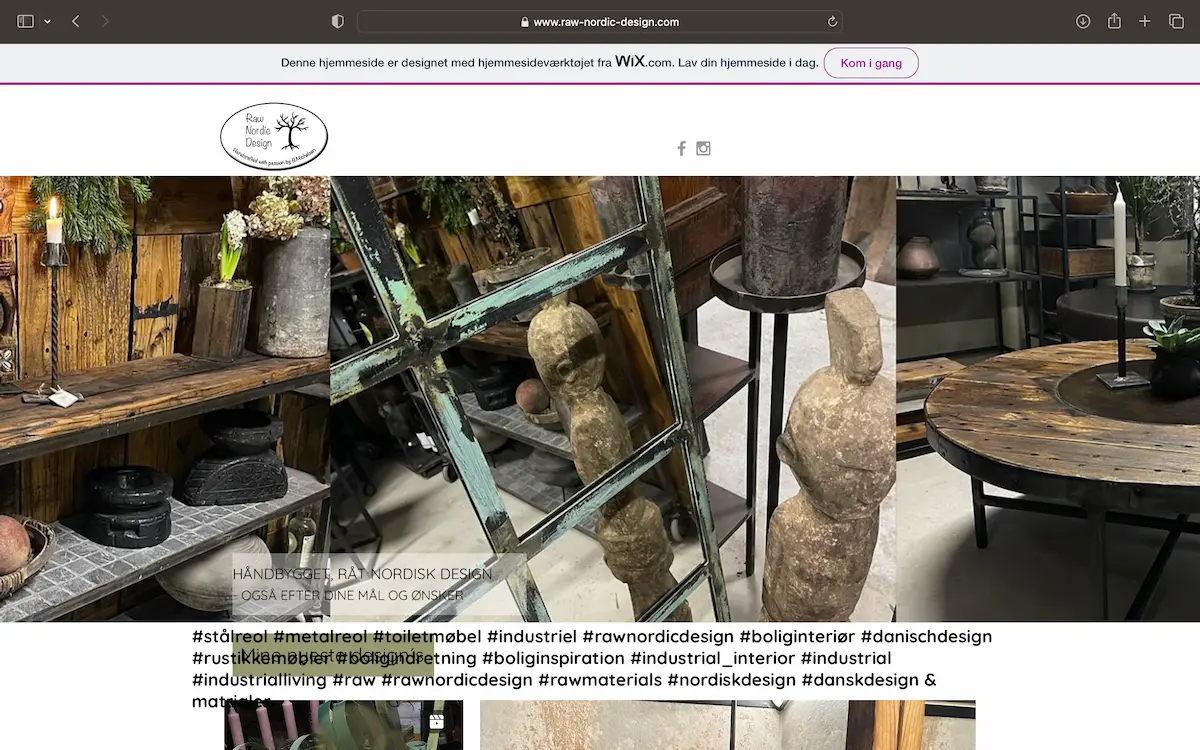 www.raw-nordic-design.com
Denne hjemmeside er designet med hjemmesideværktøjet fra WiX.com. Lav din hjemmeside i dag. Kom i gang
Raw
Nordic
Design
Handcrafted with passion by B.Michelsen
HÅNDBYGGET, RÅT NORDISK DESIGN
- OGSÅ EFTER DINE MÅL OG ØNSKER
#stålreol #metalreol #toiletmøbel #industriel #rawnordicdesign #boliginteriør #danischdesign
#rustikkemøbler #boligindretning #boliginspiration #industrial_interior #industrial
Mine nyeste design's
#industrialliving #raw #rawnordicdesign #rawmaterials #nordiskdesign #danskdesign &
matrialer